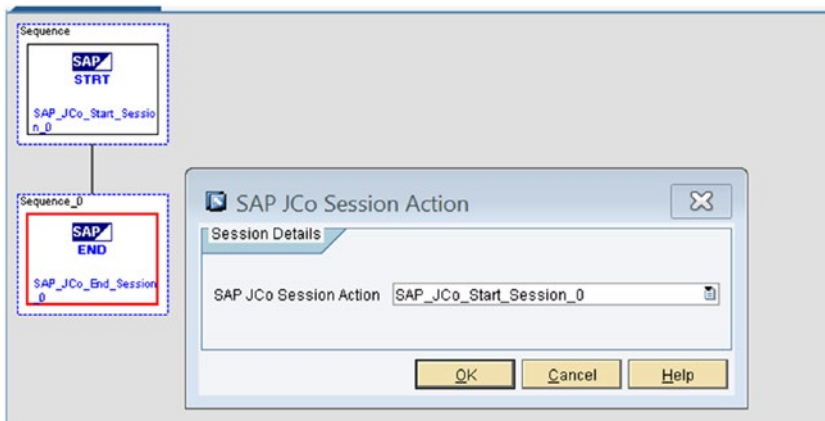 Sequence
SAP
STRT
SAP_JCo_Start_Sessio
n_0
Sequence_0
SAP
END
SAP_JCo_End_Session
_0
SAP JCo Session Action
Session Details
SAP JCo Session Action SAP_JCo_Start_Session_0
OK Cancel Help